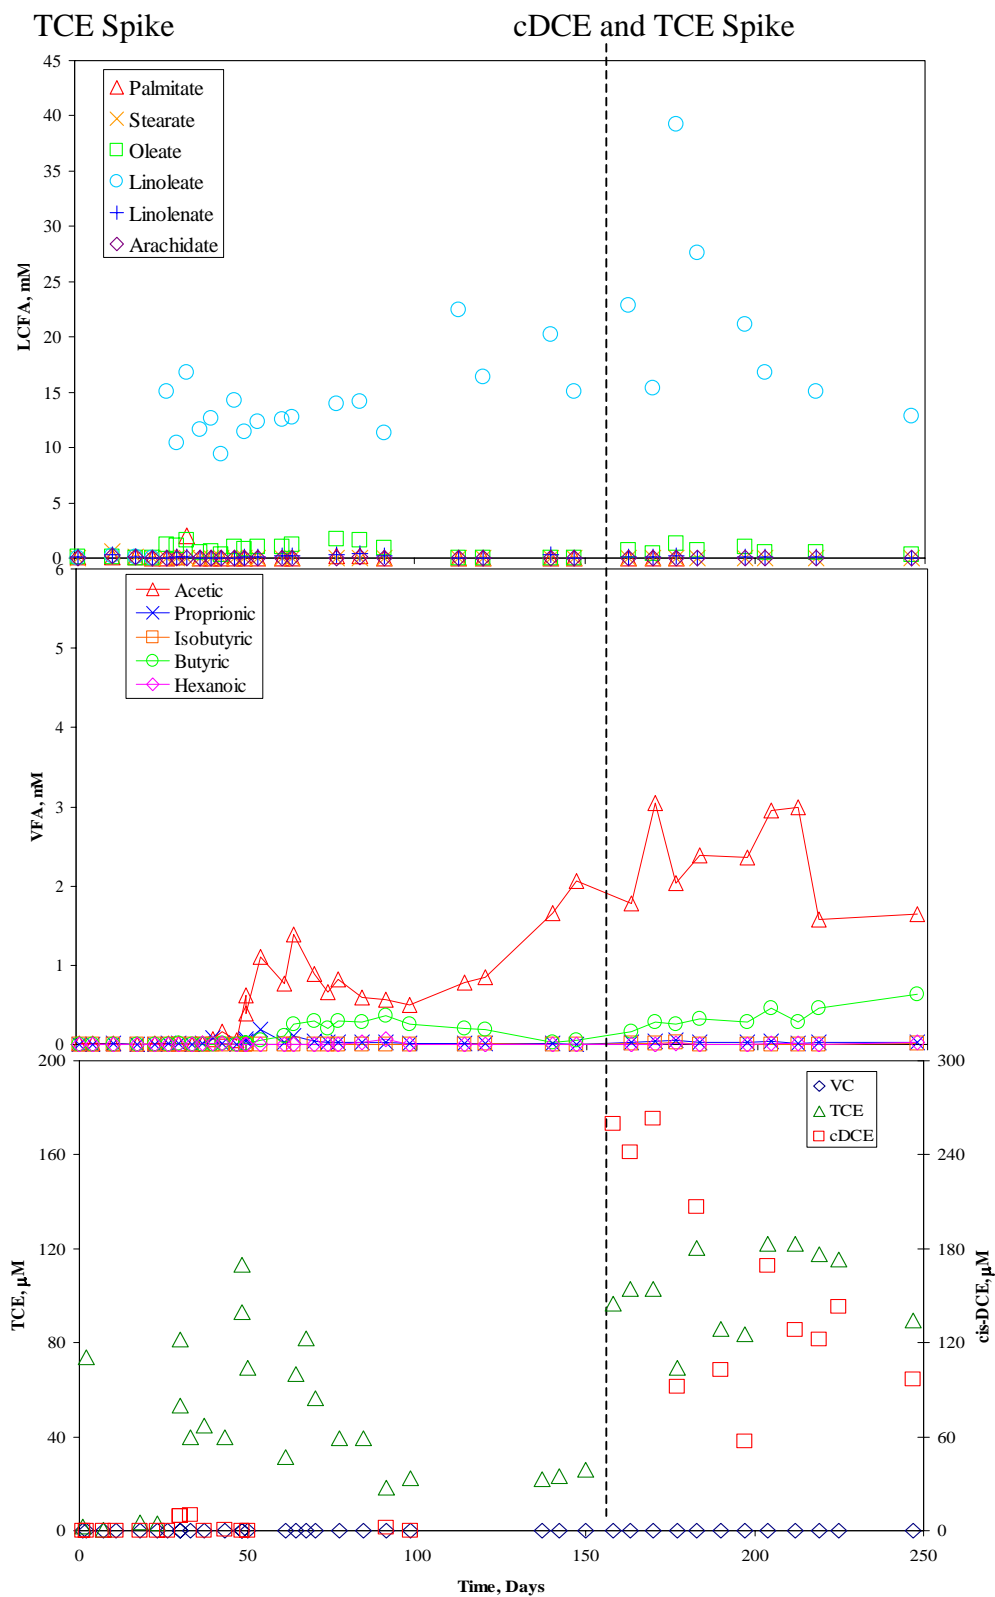 TCE Spike
cDCE and TCE Spike
45
40
35
30
25
20
15
10
5
0
LCFA, mM
Palmitate
Stearate
Oleate
Linoleate
Linolenate
Arachidate
6
5
4
3
2
1
0
VFA, mM
Acetic
Proprionic
Isobutyric
Butyric
Hexanoic
200
160
120
80
40
0
TCE, µM
VC
TCE
cDCE
300
240
180
120
60
0
cis-DCE, µM
0 50 100 150 200 250
Time, Days